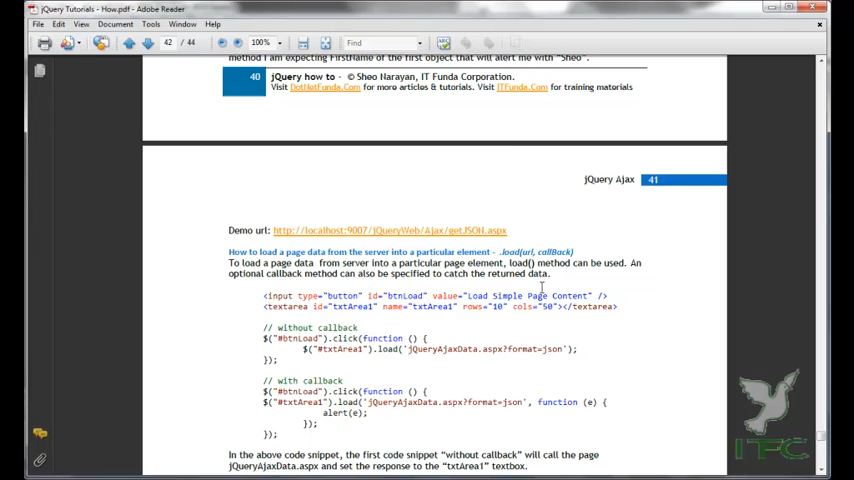 jQuery Tutorials - How.pdf - Adobe Reader
File Edit View Document Tools Window Help
42 / 44 100% Find
method I am expecting FirstName of the first object that will alert me with "Sheo".
40 jQuery how to - © Sheo Narayan, IT Funda Corporation.
Visit DotNetFunda.Com for more articles & tutorials. Visit ITFunda.Com for training materials
jQuery Ajax 41
Demo url: http://localhost:9007/jQueryWeb/Ajax/getJSON.aspx
How to load a page data from the server into a particular element - .load(url, callBack)
To load a page data from server into a particular page element, load() method can be used. An
optional callback method can also be specified to catch the returned data.
<input type="button" id="btnLoad" value="Load Simple Page Content" />
<textarea id="txtArea1" name="txtArea1" rows="10" cols="50"></textarea>
// without callback
$("#btnLoad").click(function () {
$("#txtArea1").load('jQueryAjaxData.aspx?format=json');
});
// with callback
$("#btnLoad").click(function () {
$("#txtArea1").load('jQueryAjaxData.aspx?format=json', function (e) {
alert(e);
});
});
In the above code snippet, the first code snippet "without callback" will call the page
jQueryAjaxData.aspx and set the response to the "txtArea1" textbox.
ITFC